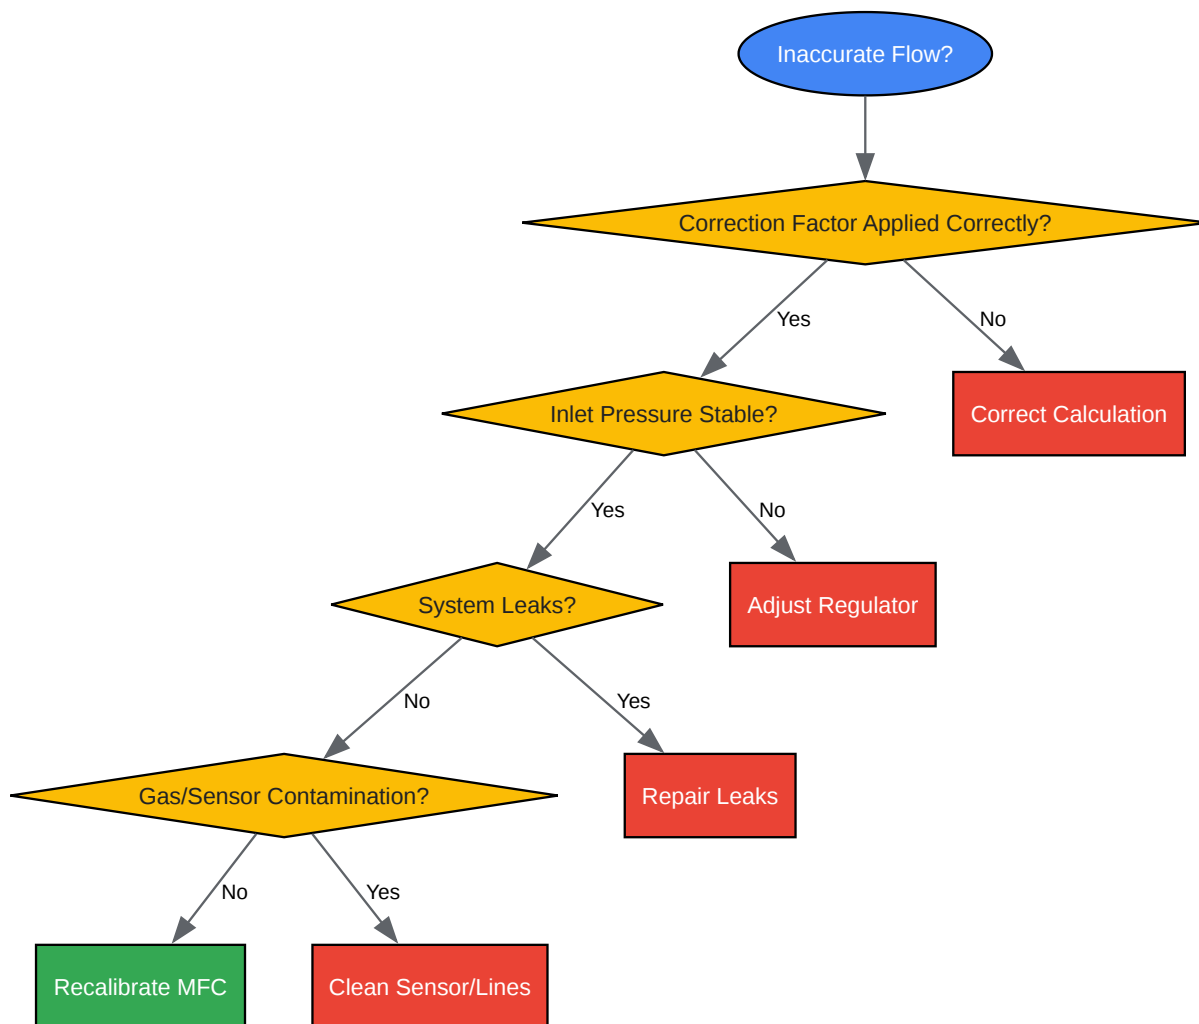 Inaccurate Flow?
Correction Factor Applied Correctly?
Yes
No
Inlet Pressure Stable?
Correct Calculation
Yes
No
System Leaks?
Adjust Regulator
No
Yes
Gas/Sensor Contamination?
Repair Leaks
No
Yes
Recalibrate MFC
Clean Sensor/Lines